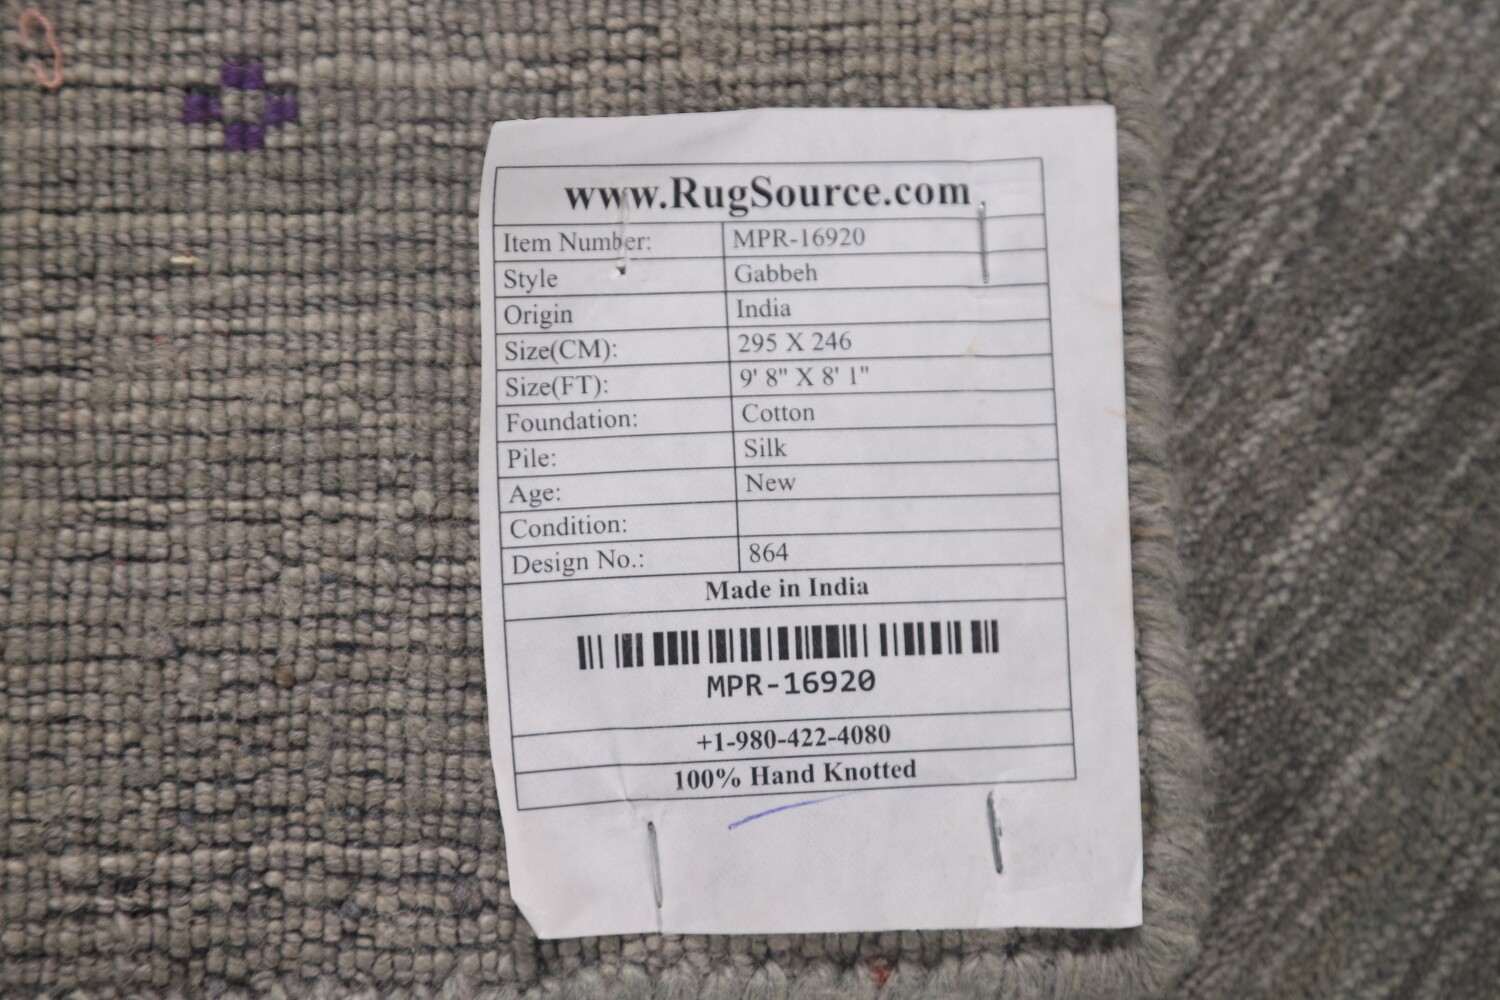 www.RugSource.com
Item Number: MPR-16920
Style Gabbeh
Origin India
Size(CM): 295 X 246
Size(FT): 9' 8" X 8' 1"
Foundation: Cotton
Pile: Silk
Age: New
Condition:
Design No.: 864
Made in India
MPR-16920
+1-980-422-4080
100% Hand Knotted